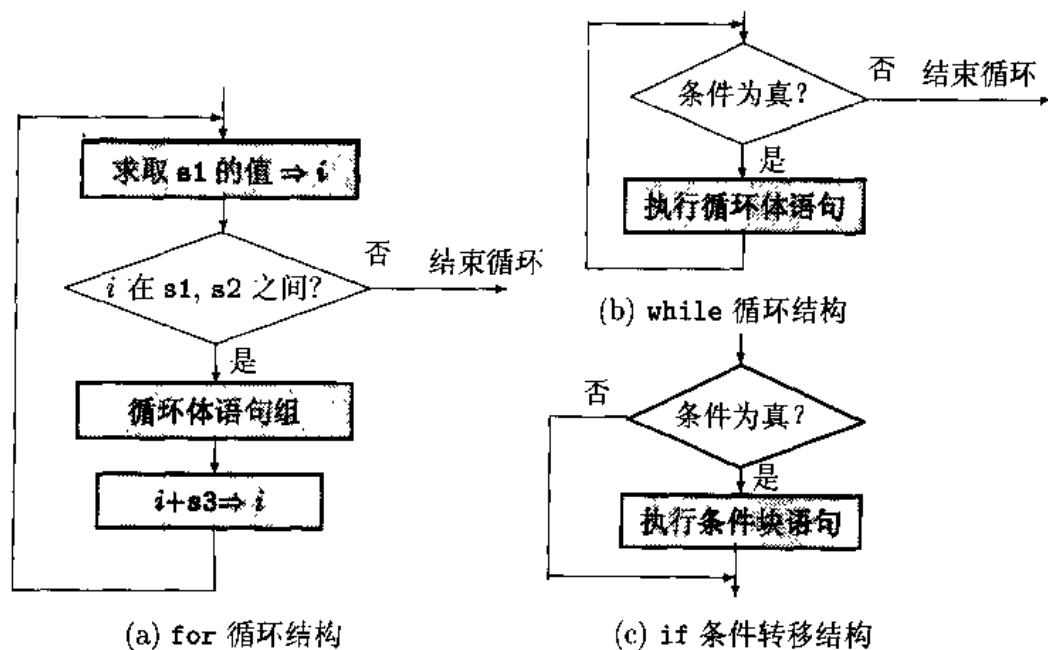 求取 s1 的值 ⇒ i
i 在 s1, s2 之间?
否
结束循环
是
循环体语句组
i+s3⇒ i
(a) for 循环结构
条件为真?
否
结束循环
是
执行循环体语句
(b) while 循环结构
否
条件为真?
是
执行条件块语句
(c) if 条件转移结构